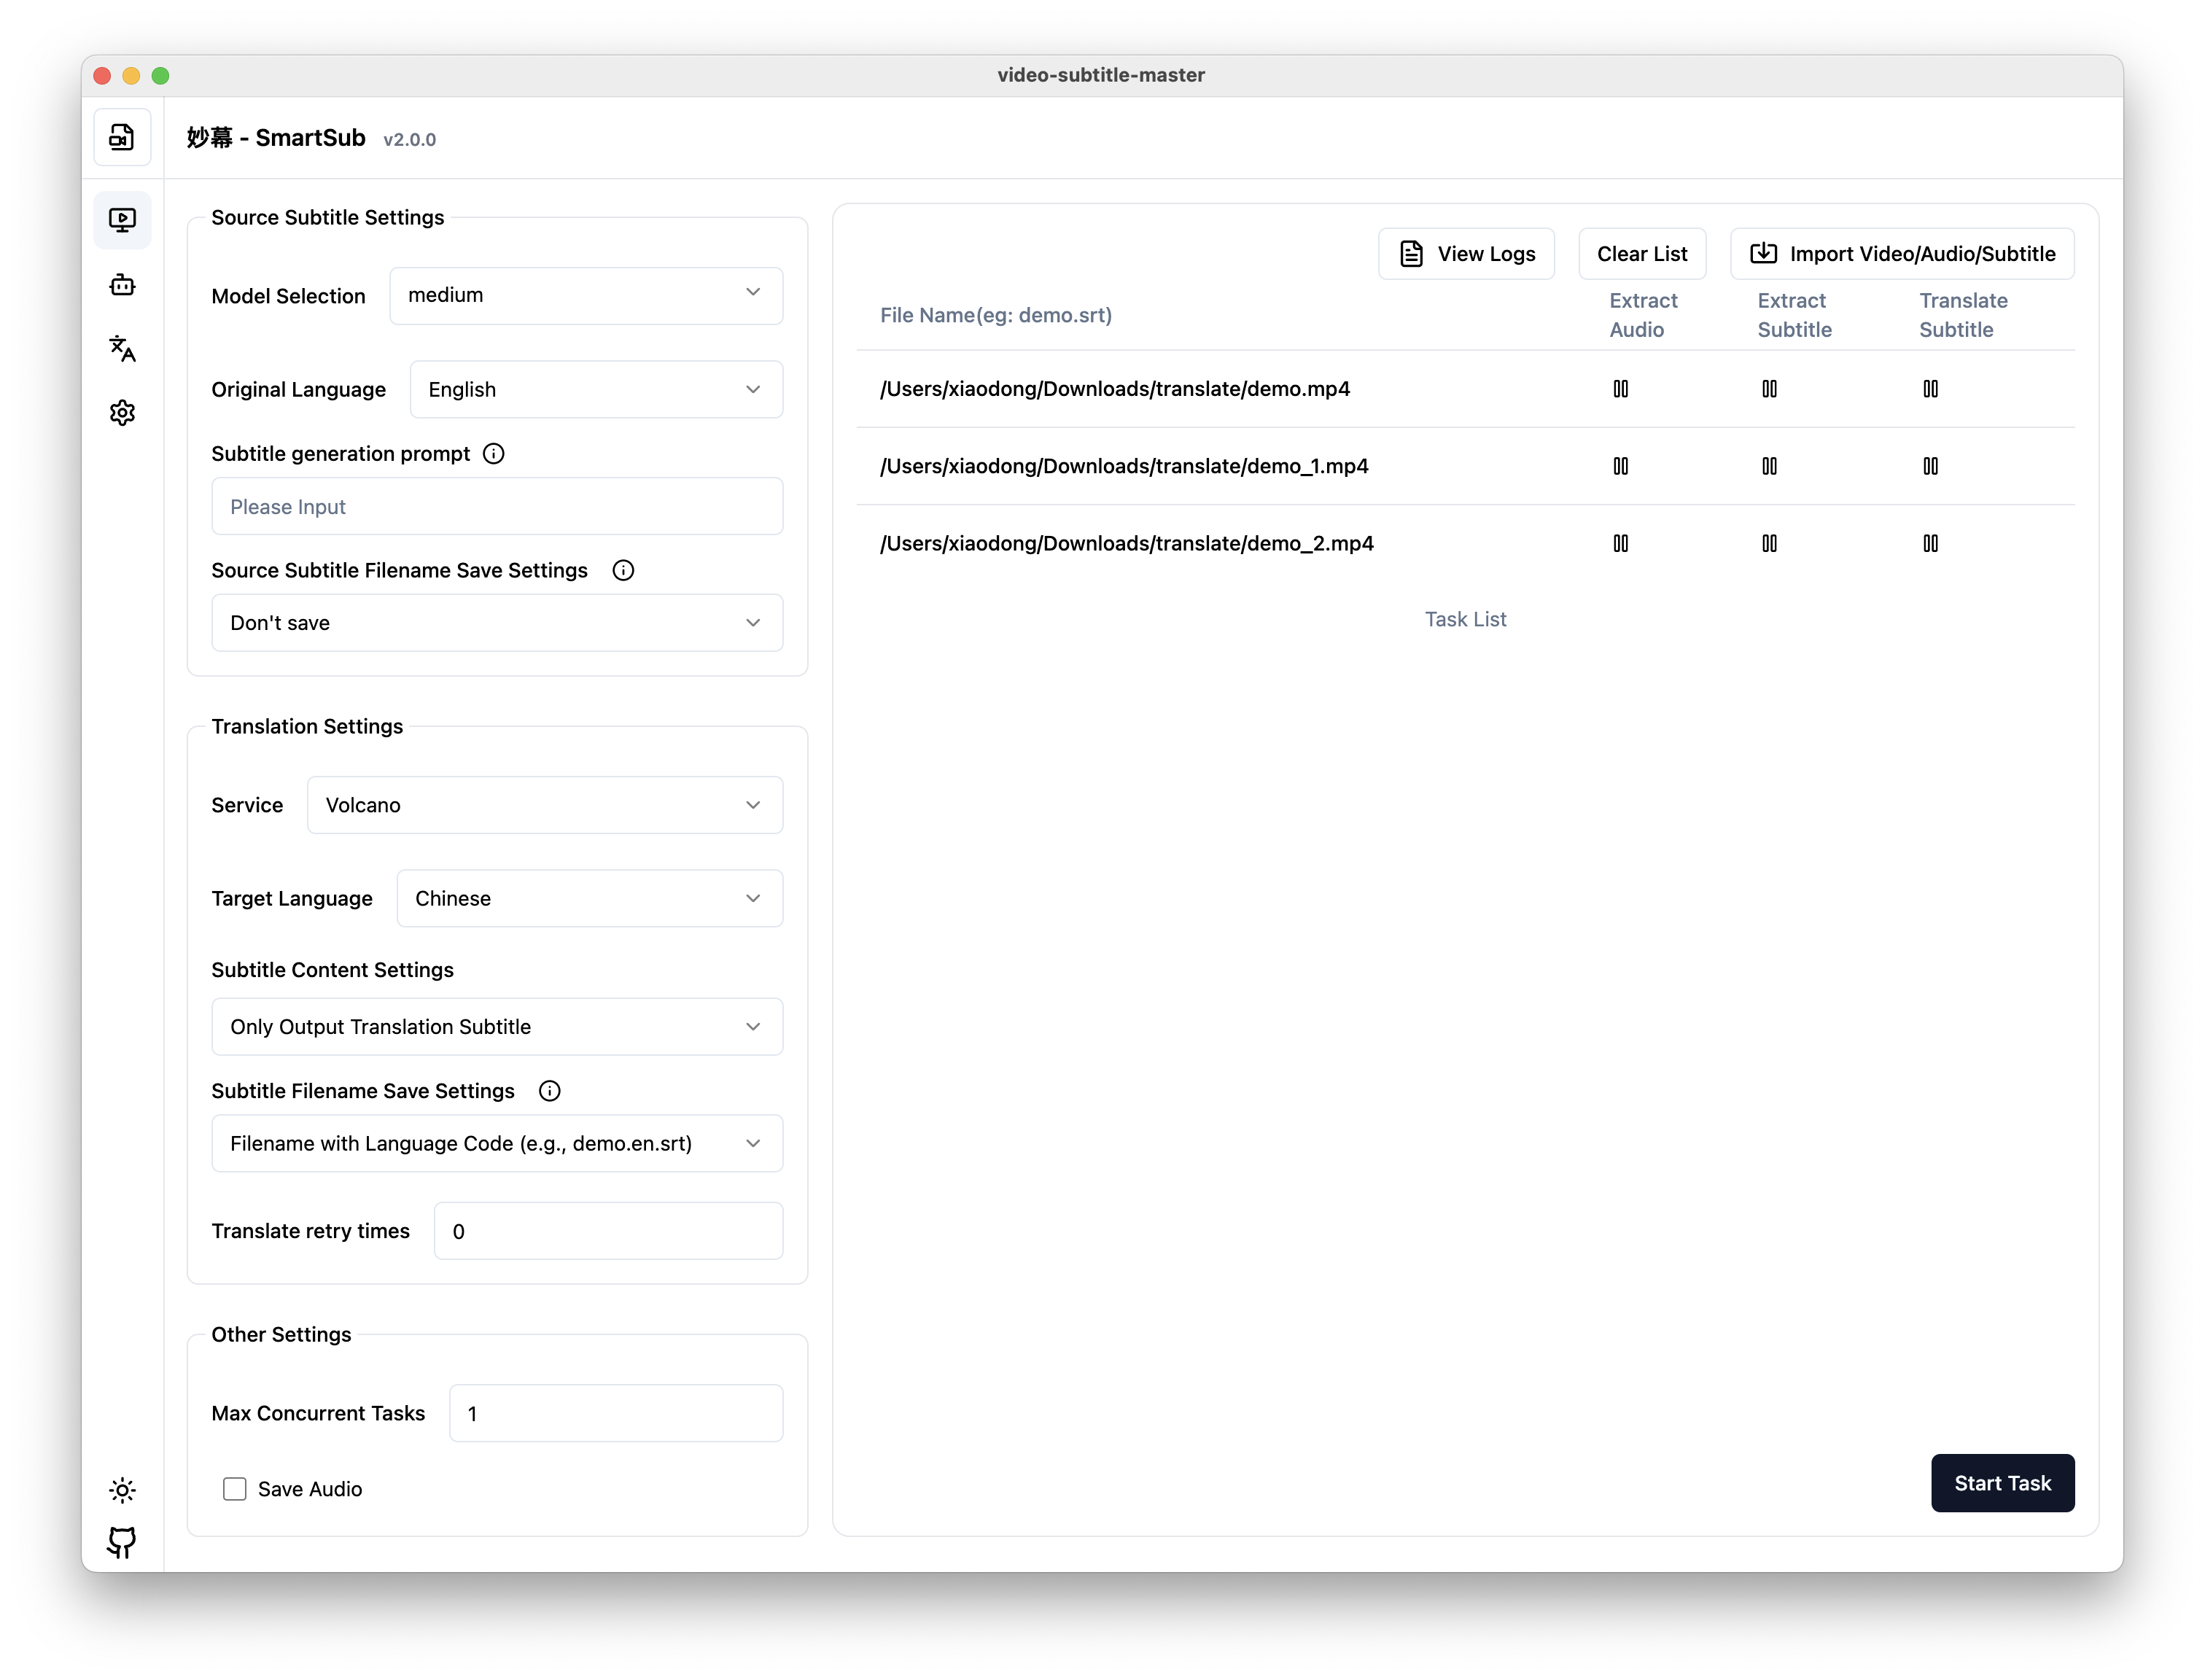 video-subtitle-master
妙幕 - SmartSub v2.0.0
Source Subtitle Settings
Model Selection medium
Original Language English
Subtitle generation prompt
Please Input
Source Subtitle Filename Save Settings
Don't save
Translation Settings
Service Volcano
Target Language Chinese
Subtitle Content Settings
Only Output Translation Subtitle
Subtitle Filename Save Settings
Filename with Language Code (e.g., demo.en.srt)
Translate retry times 0
Other Settings
Max Concurrent Tasks 1
Save Audio
View Logs Clear List Import Video/Audio/Subtitle
File Name(eg: demo.srt) Extract Audio Extract Subtitle Translate Subtitle
/Users/xiaodong/Downloads/translate/demo.mp4
/Users/xiaodong/Downloads/translate/demo_1.mp4
/Users/xiaodong/Downloads/translate/demo_2.mp4
Task List
Start Task